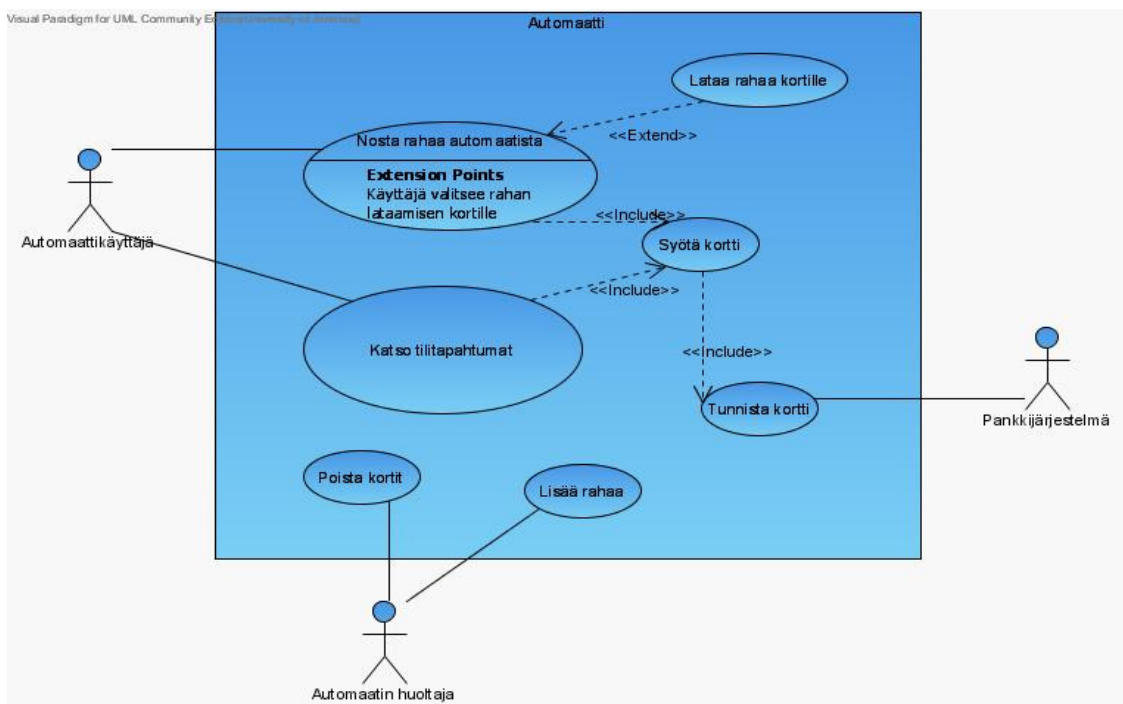 Visual Paradigm for UML Community
Automaatti
Lataa rahaa kortille
<<Extend>>
Nosta rahaa automaatista
Extension Points
Käyttäjä valitsee rahan
lataamisen kortille
<<Include>>
Syötä kortti
Automaattikäyttäjä
<<Include>>
Katso tilitapahtumat
<<Include>>
Tunnista kortti
Pankkijärjestelmä
Poista kortit
Lisää rahaa
Automaatin huoltaja